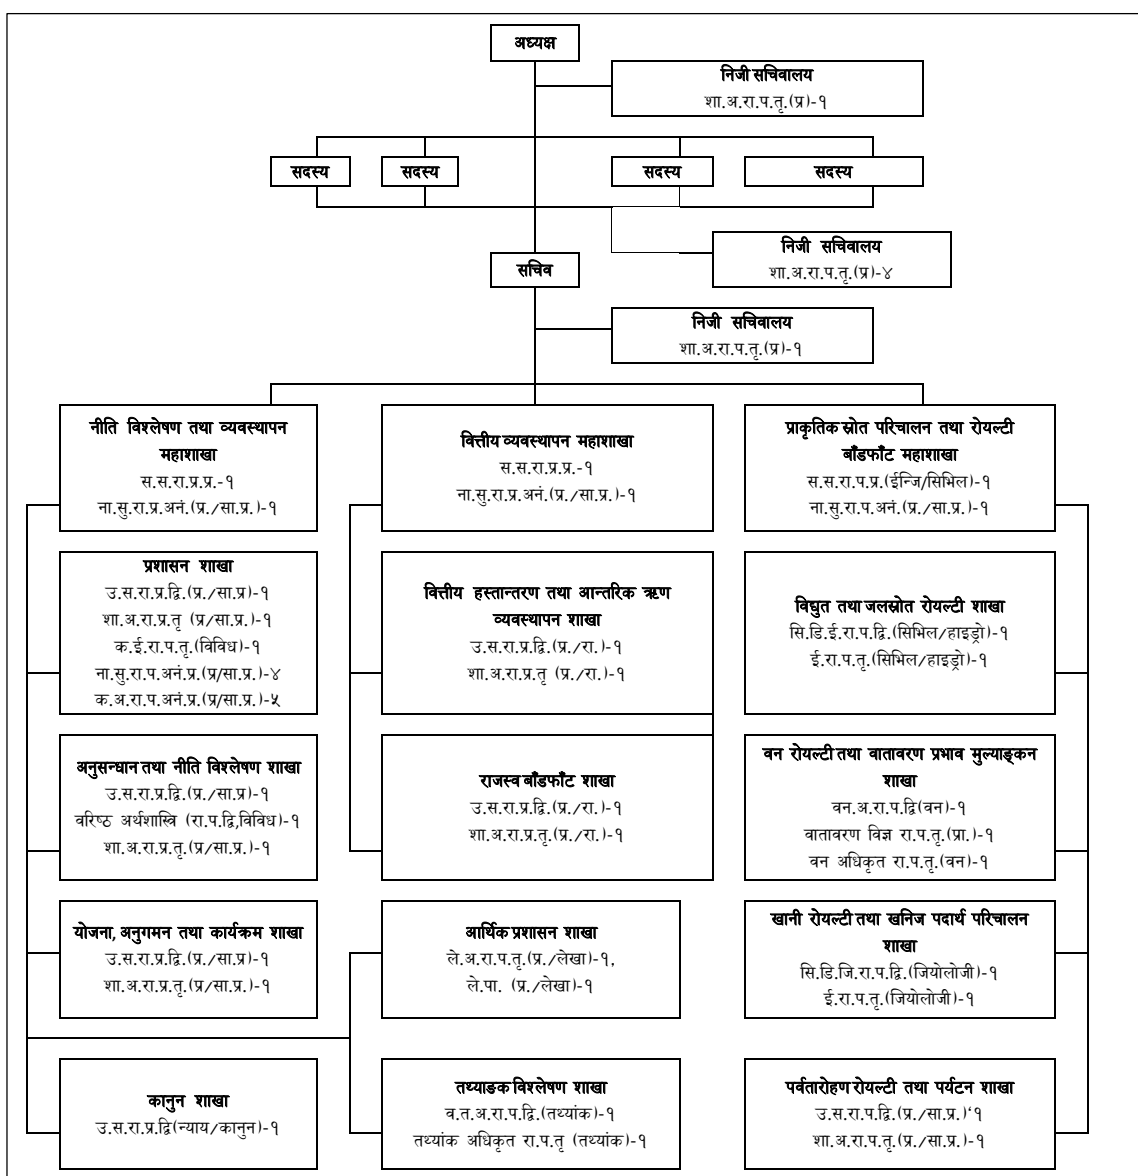 अध्यक्ष
निजी सचिवालय
शा.अ.रा.प.तृ.(प्र)-१
सदस्य
सदस्य
सदस्य
सदस्य
निजी सचिवालय
शा.अ.रा.प.तृ.(प्र)-४
सचिव
निजी सचिवालय
शा.अ.रा.प.तृ.(प्र)-१
नीति विश्लेषण तथा व्यवस्थापन
महाशाखा
स.स.रा.प्र.प्र.-१
ना.सु.रा.प्र.अनं.(प्र./सा.प्र.)-१
वित्तीय व्यवस्थापन महाशाखा
स.स.रा.प्र.प्र.-१
ना.सु.रा.प्र.अनं.(प्र./सा.प्र.)-१
प्राकृतिक स्रोत परिचालन तथा रोयल्टी
बाँडफाँट महाशाखा
स.स.रा.प.प्र.(ईन्जि/सिभिल)-१
ना.सु.रा.प.अनं.(प्र./सा.प्र.)-१
प्रशासन शाखा
उ.स.रा.प्र.द्वि.(प्र./सा.प्र)-१
शा.अ.रा.प्र.तृ (प्र/सा.प्र.)-१
क.ई.रा.प.तृ.(विविध)-१
ना.सु.रा.प.अनं.प्र.(प्र/सा.प्र.)-४
क.अ.रा.प.अनं.प्र.(प्र/सा.प्र.)-५
वित्तीय हस्तान्तरण तथा आन्तरिक ऋण
व्यवस्थापन शाखा
उ.स.रा.प्र.द्वि.(प्र./रा.)-१
शा.अ.रा.प्र.तृ (प्र./रा.)-१
विद्युत तथा जलस्रोत रोयल्टी शाखा
सि.डि.ई.रा.प.द्वि.(सिभिल/हाइड्रो)-१
ई.रा.प.तृ.(सिभिल/हाइड्रो)-१
अनुसन्धान तथा नीति विश्लेषण शाखा
उ.स.रा.प्र.द्वि.(प्र./सा.प्र)-१
वरिष्ठ अर्थशास्त्रि (रा.प.द्वि,विविध)-१
शा.अ.रा.प्र.तृ.(प्र/सा.प्र.)-१
राजस्व बाँडफाँट शाखा
उ.स.रा.प्र.द्वि.(प्र./रा.)-१
शा.अ.रा.प्र.तृ.(प्र./रा.)-१
वन रोयल्टी तथा वातावरण प्रभाव मुल्याङ्कन
शाखा
वन.अ.रा.प.द्वि(वन)-१
वातावरण विज्ञ रा.प.तृ.(प्रा.)-१
वन अधिकृत रा.प.तृ.(वन)-१
योजना, अनुगमन तथा कार्यक्रम शाखा
उ.स.रा.प्र.द्वि.(प्र./सा.प्र)-१
शा.अ.रा.प्र.तृ.(प्र/सा.प्र.)-१
आर्थिक प्रशासन शाखा
ले.अ.रा.प.तृ.(प्र./लेखा)-१,
ले.पा. (प्र./लेखा)-१
खानी रोयल्टी तथा खनिज पदार्थ परिचालन
शाखा
सि.डि.जि.रा.प.द्वि.(जियोलोजी)-१
ई.रा.प.तृ.(जियोलोजी)-१
कानुन शाखा
उ.स.रा.प्र.द्वि(न्याय/कानुन)-१
तथ्याङक विश्लेषण शाखा
व.त.अ.रा.प.द्वि.(तथ्यांक)-१
तथ्यांक अधिकृत रा.प.तृ (तथ्यांक)-१
पर्वतारोहण रोयल्टी तथा पर्यटन शाखा
उ.स.रा.प.द्वि.(प्र./सा.प्र.)‘१
शा.अ.रा.प.तृ.(प्र./सा.प्र.)-१